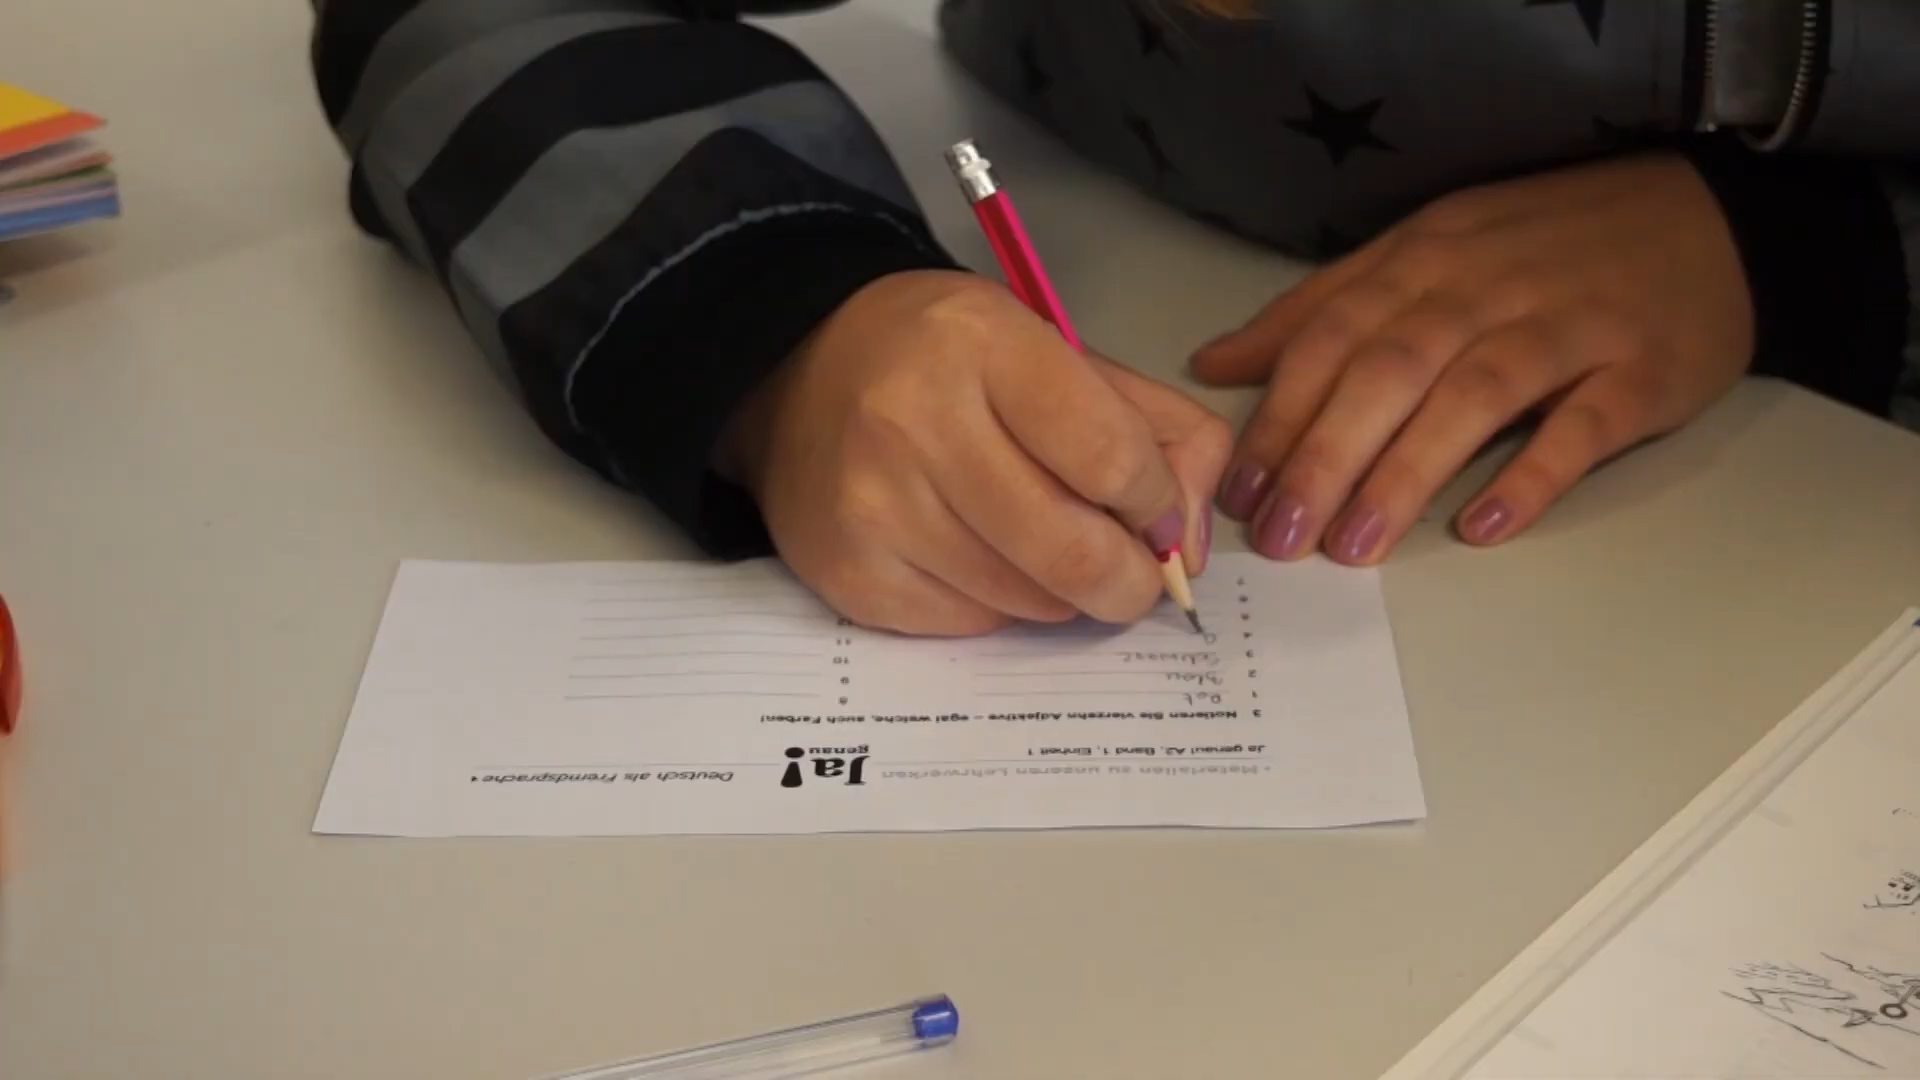 • Materialien zu unseren Lehrwerken
Ja!
genau
Deutsch als Fremdsprache •
Ja genau! A2, Band 1, Einheit 1
3 Notieren Sie vierzehn Adjektive – egal welche, auch Farben!
1 Rot
2 Blau
3 Schwarz
4
5
6
7
8
9
10
11
12